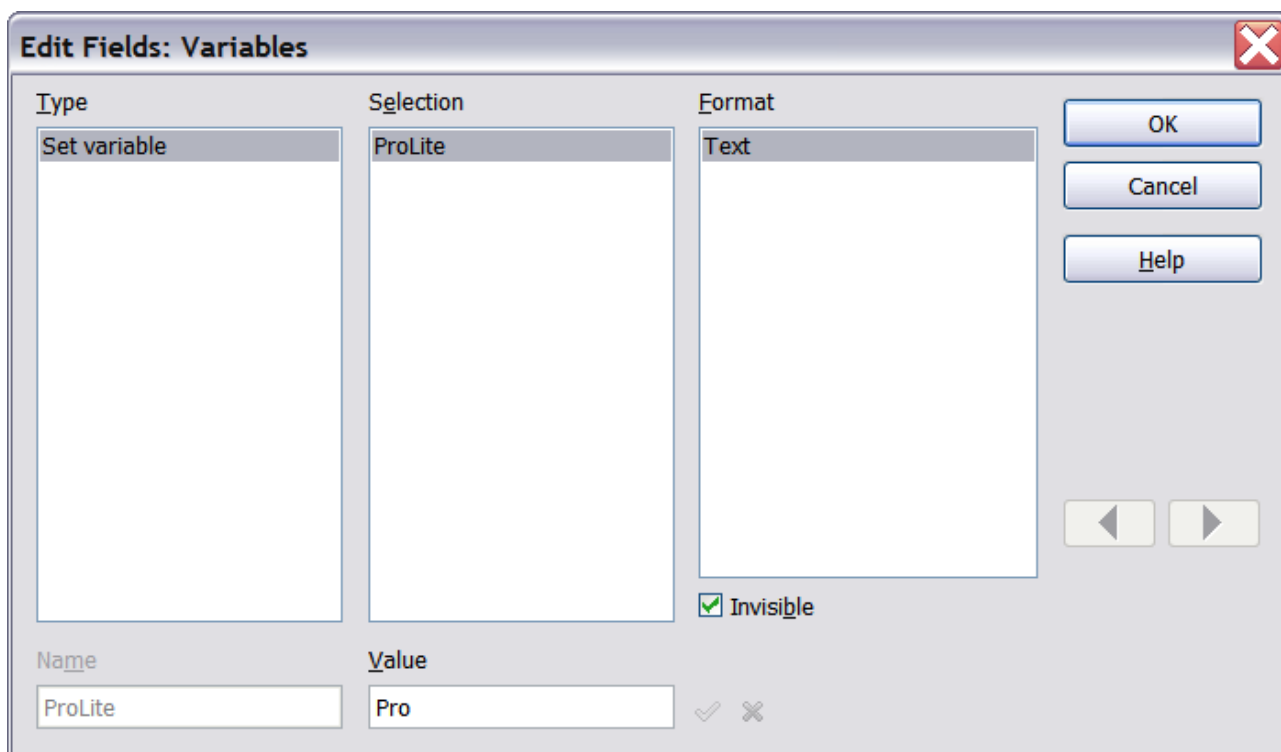 Edit Fields: Variables
Type
Selection
Format
Set variable
ProLite
Text
OK
Cancel
Help
Invisible
Name
Value
ProLite
Pro